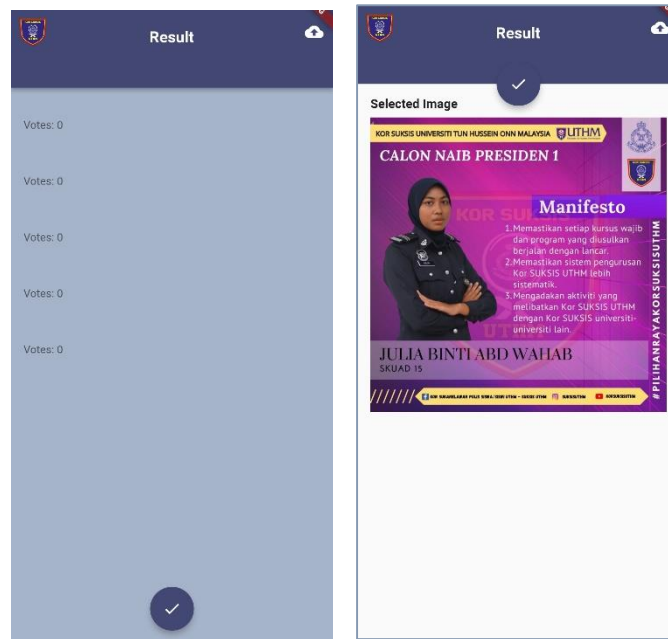 Result
Votes: 0
Votes: 0
Votes: 0
Votes: 0
Votes: 0
Result
Selected Image
KOR SUKSIS UNIVERSITI TUN HUSSEIN ONN MALAYSIA UTHM
CALON NAIB PRESIDEN 1
Manifesto
1.Memastikan setiap kursus wajib
dan program yang diusulkan
berjalan dengan lancar.
2.Memastikan sistem pengurusan
Kor SUKSIS UTHM lebih
sistematik.
3.Mengadakan aktiviti yang
melibatkan Kor SUKSIS UTHM
dengan Kor SUKSIS universiti-
universiti lain.
#PILIHANRAYAKORSUKSISUTHM
JULIA BINTI ABD WAHAB
SKUAD 15